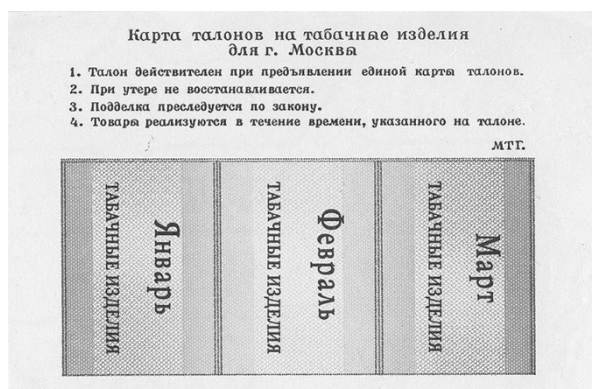 Карта талонов на табачные изделия
для г. Москвы
1. Талон действителен при предъявлении единой карты талонов.
2. При утере не восстанавливается.
3. Подделка преследуется по закону.
4. Товары реализуются в течение времени, указанного на талоне.
МТГ.
Январь
ТАБАЧНЫЕ ИЗДЕЛИЯ
Февраль
ТАБАЧНЫЕ ИЗДЕЛИЯ
Март
ТАБАЧНЫЕ ИЗДЕЛИЯ